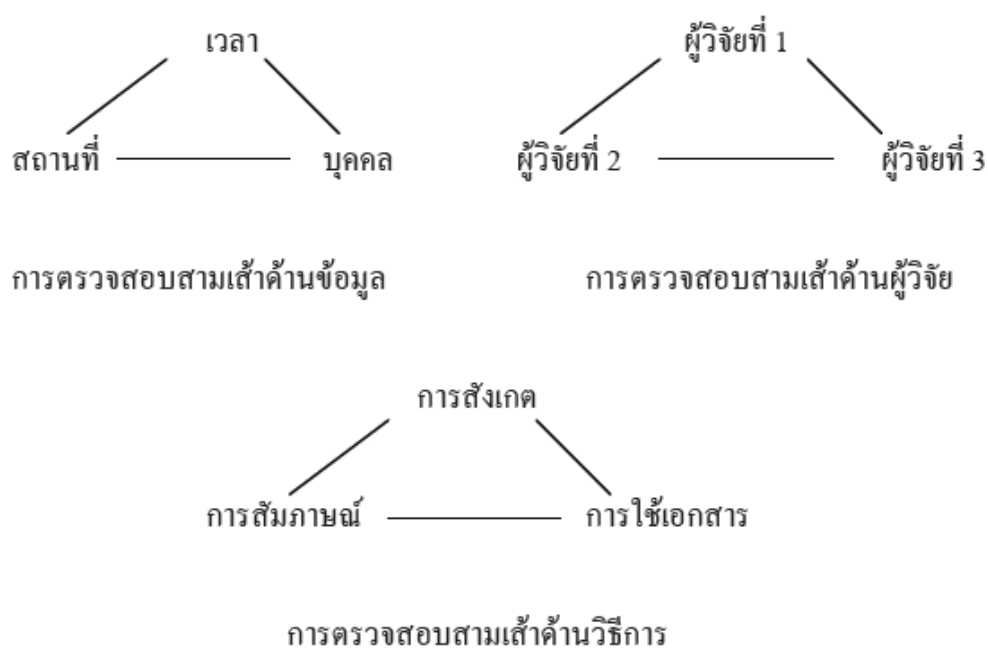 เวลา
สถานที่ บุคคล
การตรวจสอบสามเส้าด้านข้อมูล
ผู้วิจัยที่ 1
ผู้วิจัยที่ 2 ผู้วิจัยที่ 3
การตรวจสอบสามเส้าด้านผู้วิจัย
การสังเกต
การสัมภาษณ์ การใช้เอกสาร
การตรวจสอบสามเส้าด้านวิธีการ